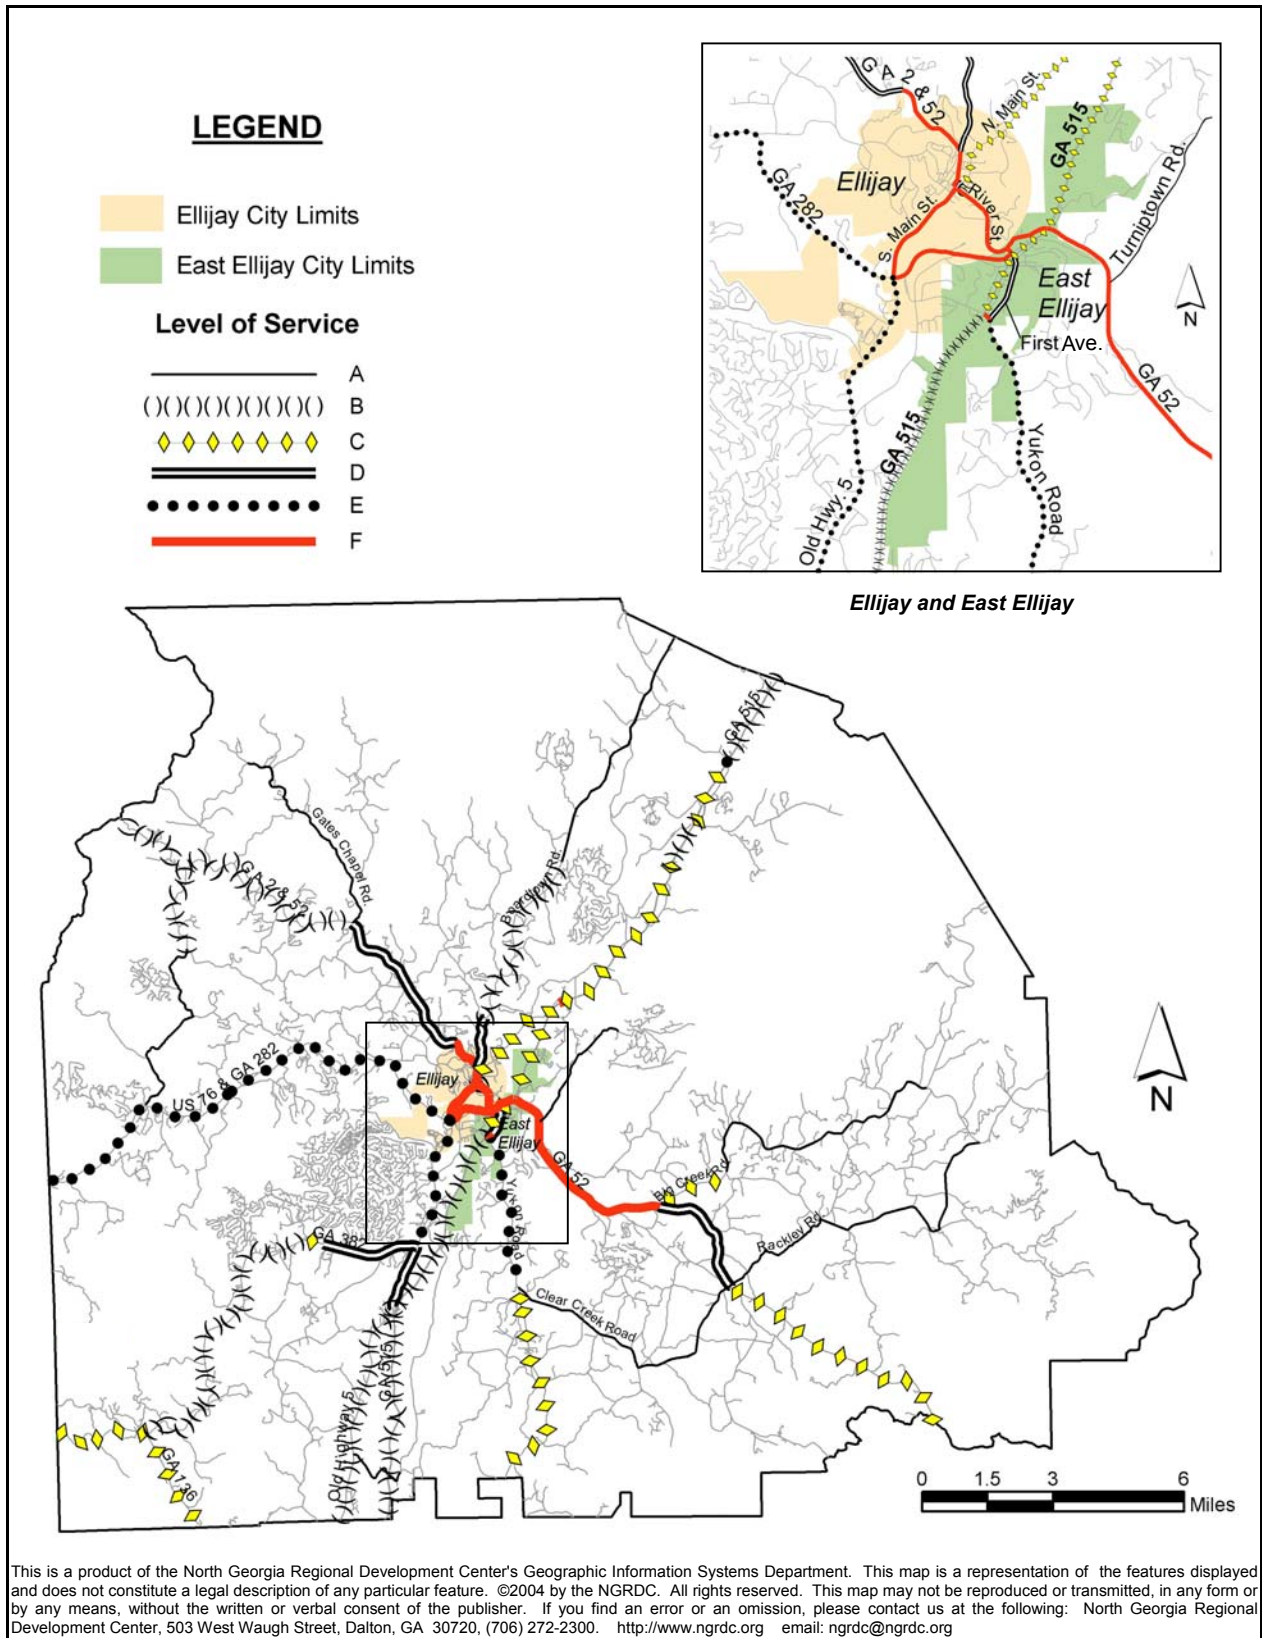 LEGEND
Ellijay City Limits
East Ellijay City Limits
Level of Service
A
B
C
D
E
F
GA 2 & 52
N. Main St.
GA 515
Turniptown Rd.
Ellijay
GA 282
River St
S. Main St.
East
Ellijay
N
First Ave.
GA 52
GA 515
Yukon Road
Old Hwy. 5
Ellijay and East Ellijay
GA 515
Gates Chapel Rd.
GA 2 & 52
Boardtown Rd.
US 76 & GA 282
Ellijay
East
Ellijay
N
GA 52
Big Creek Rd
Yukon Road
Rackley Rd
GA 382
Clear Creek Road
GA 515
Old Highway 5
GA 136
0 1.5 3 6
Miles
This is a product of the North Georgia Regional Development Center's Geographic Information Systems Department. This map is a representation of the features displayed
and does not constitute a legal description of any particular feature. ©2004 by the NGRDC. All rights reserved. This map may not be reproduced or transmitted, in any form or
by any means, without the written or verbal consent of the publisher. If you find an error or an omission, please contact us at the following: North Georgia Regional
Development Center, 503 West Waugh Street, Dalton, GA 30720, (706) 272-2300. http://www.ngrdc.org email: ngrdc@ngrdc.org